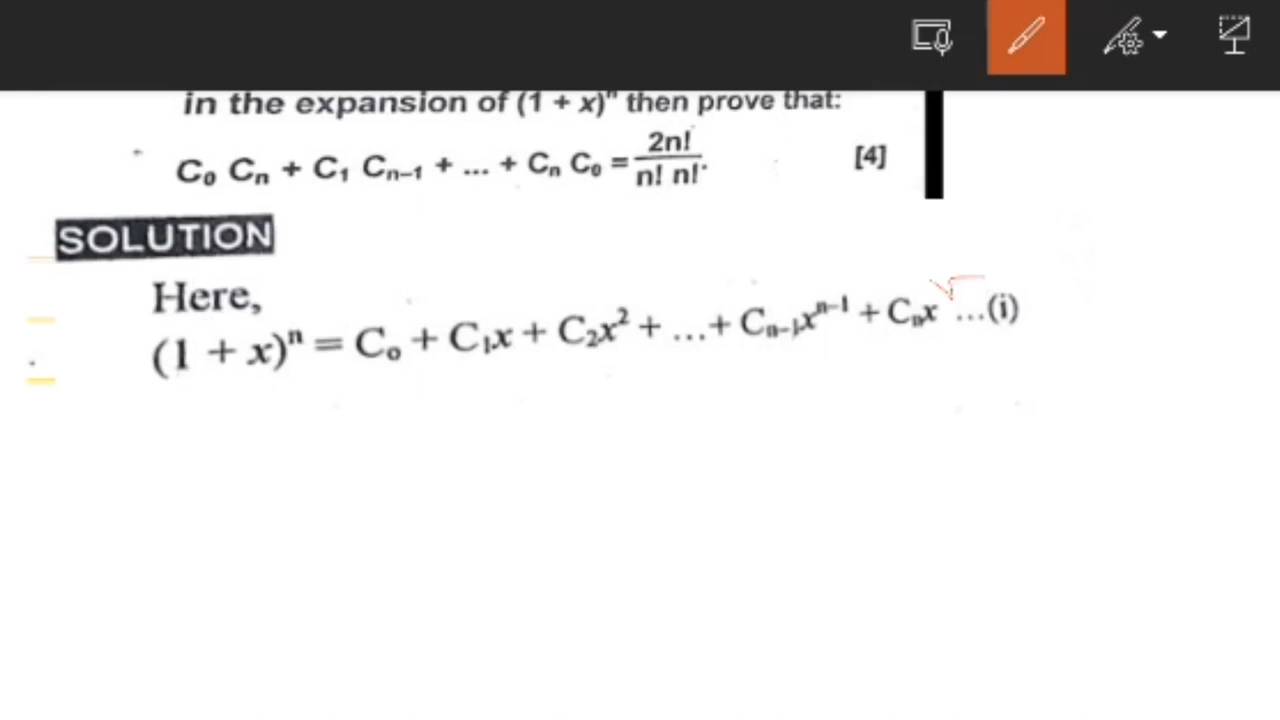 in the expansion of (1 + x)ⁿ then prove that:
C₀ Cₙ + C₁ Cₙ₋₁ + ... + Cₙ C₀ = 2n!/n! n!. [4]
SOLUTION
Here,
(1 + x)ⁿ = C₀ + C₁x + C₂x² + ...+ Cₙ₋₁xⁿ⁻¹ + Cₙx ...(i)